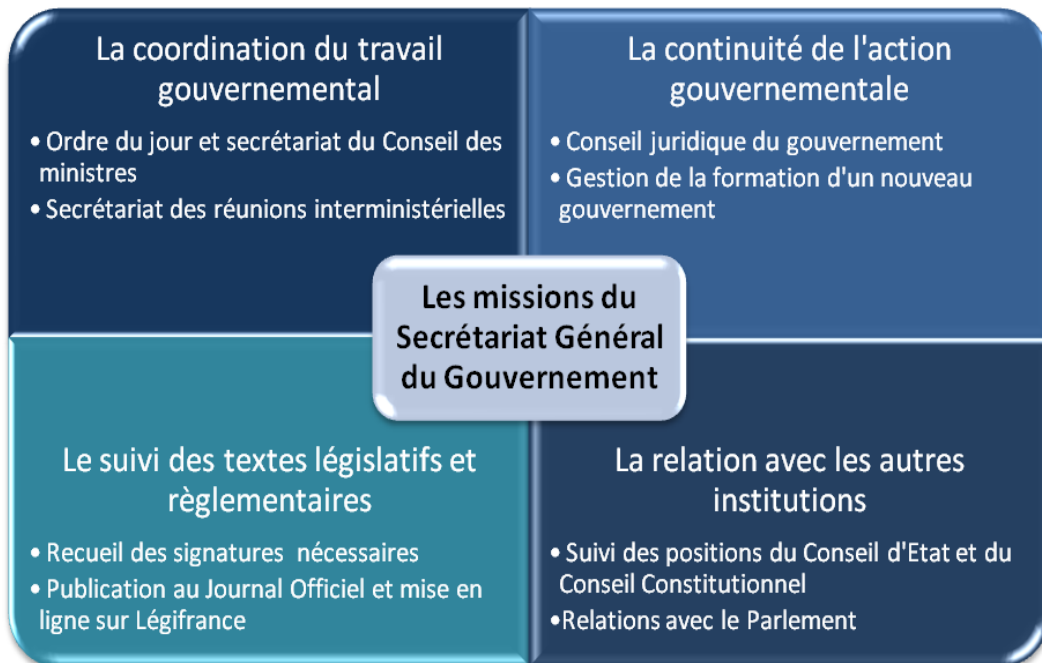 La coordination du travail
gouvernemental
• Ordre du jour et secrétariat du Conseil des
ministres
• Secrétariat des réunions interministérielles
La continuité de l'action
gouvernementale
• Conseil juridique du gouvernement
• Gestion de la formation d'un nouveau
gouvernement
Les missions du
Secrétariat Général
du Gouvernement
Le suivi des textes législatifs et
règlementaires
• Recueil des signatures nécessaires
• Publication au Journal Officiel et mise en
ligne sur Légifrance
La relation avec les autres
institutions
• Suivi des positions du Conseil d'Etat et du
Conseil Constitutionnel
•Relations avec le Parlement